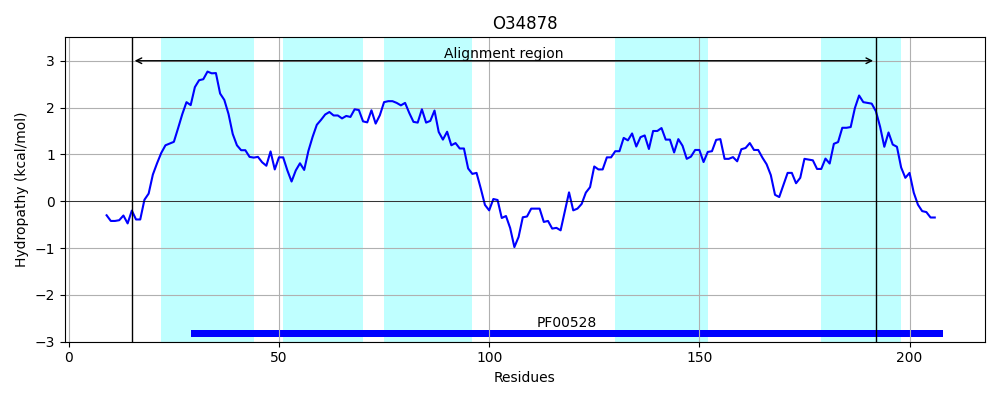 O34878
Alignment region
Hydropathy (kcal/mol)
3
2
1
0
−1
−2
−3
PF00528
0 50 100 150 200
Residues